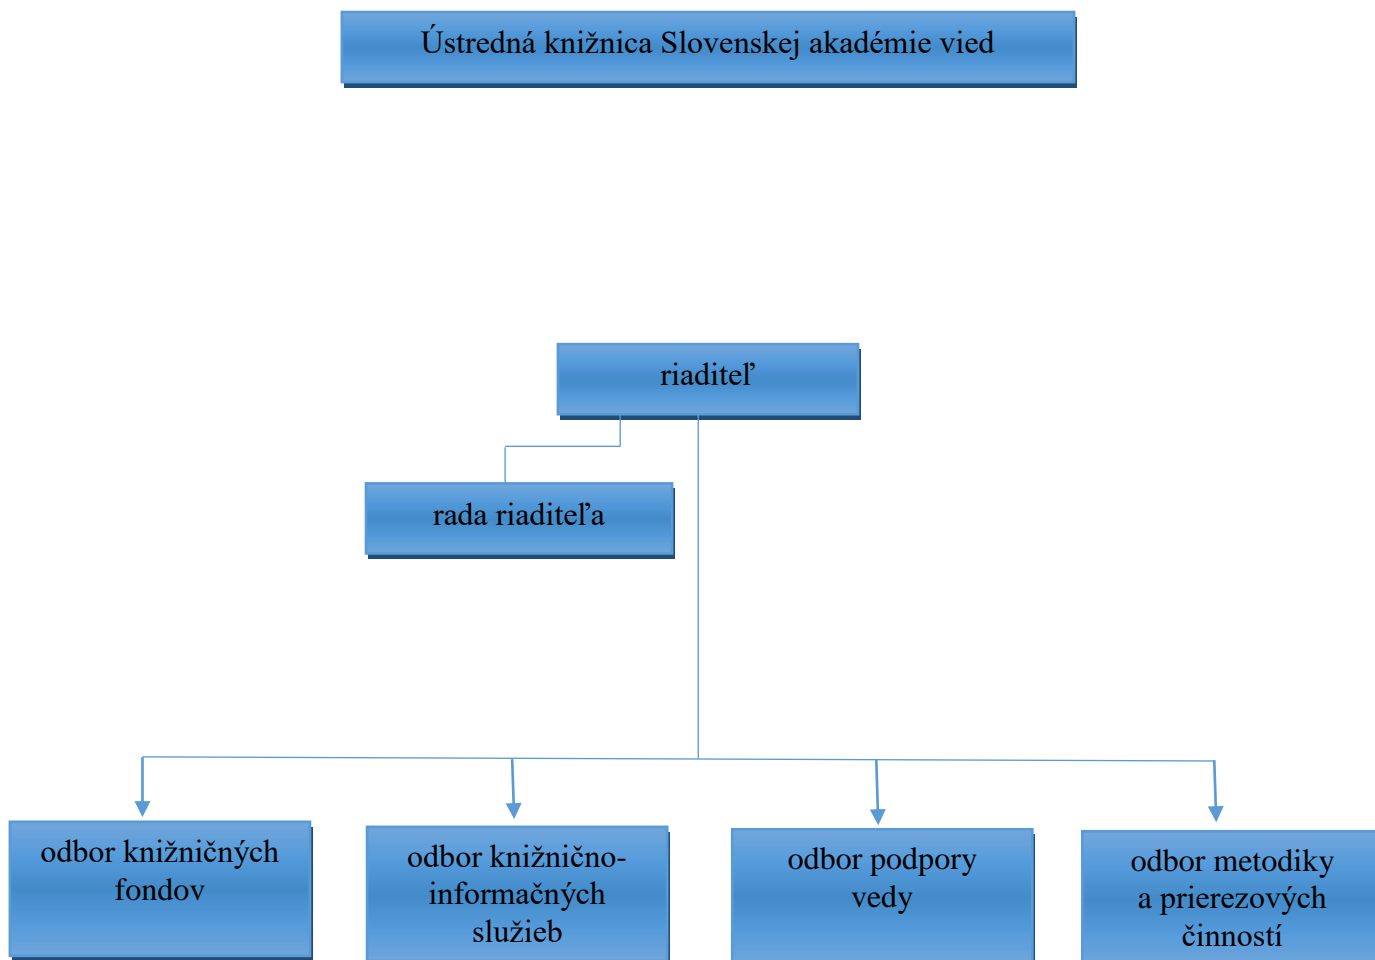 Ústredná knižnica Slovenskej akadémie vied
riaditeľ
rada riaditeľa
odbor knižničných
fondov
odbor knižnično-
informačných
služieb
odbor podpory
vedy
odbor metodiky
a prierezových
činností